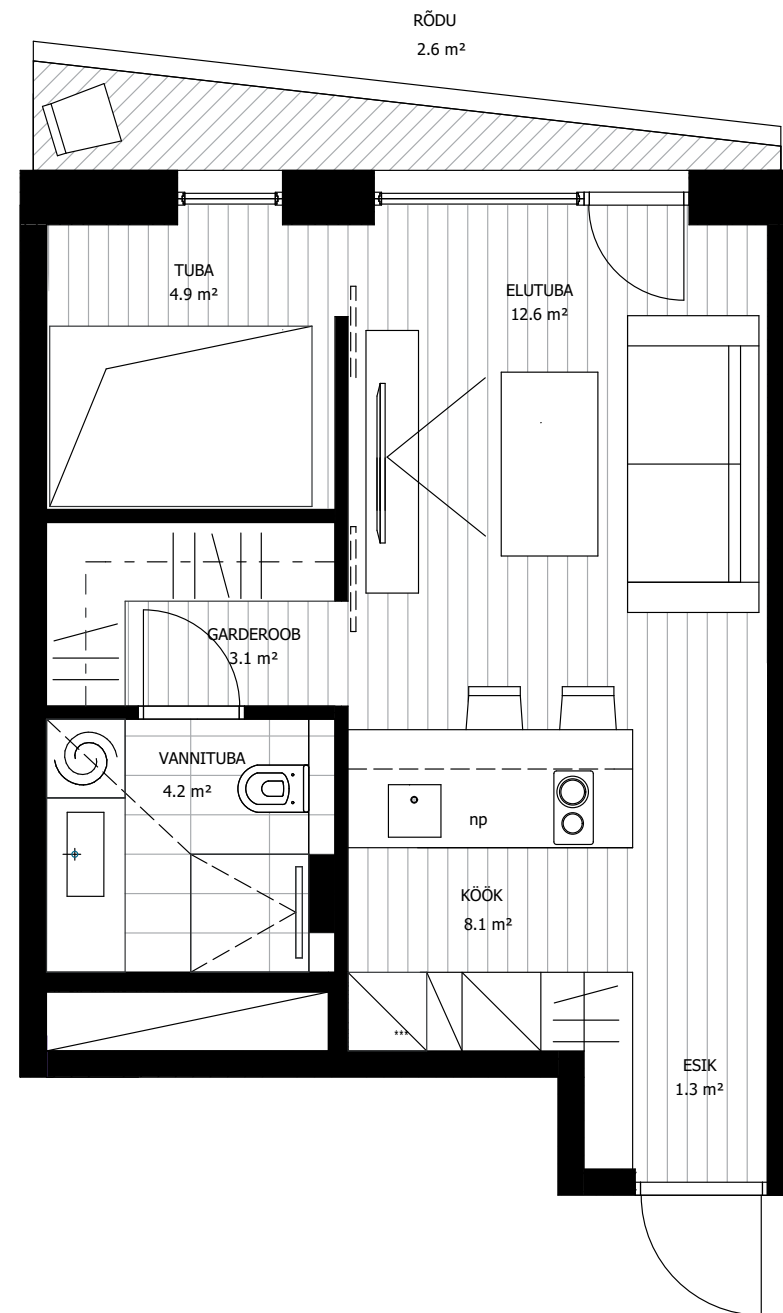 RÕDU
2.6 m²
TUBA
4.9 m²
ELUTUBA
12.6 m²
GARDEROOB
3.1 m²
VANNITUBA
4.2 m²
np
KÖÖK
8.1 m²
***
ESIK
1.3 m²